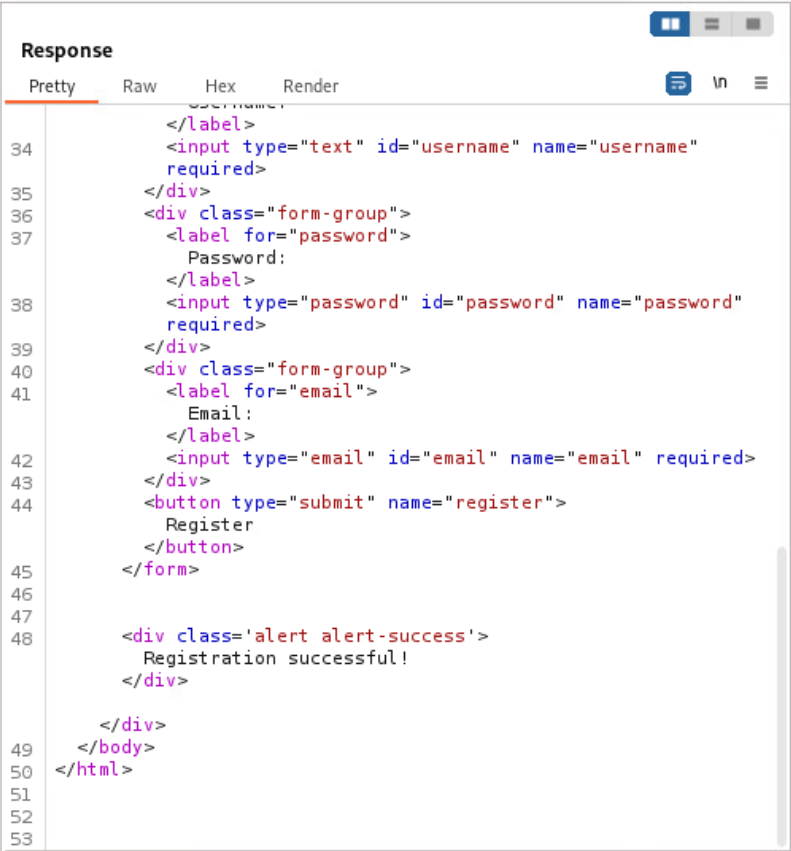 Response
Pretty Raw Hex Render \n
</label>
34 <input type="text" id="username" name="username"
required>
35 </div>
36 <div class="form-group">
37 <label for="password">
Password:
</label>
38 <input type="password" id="password" name="password"
required>
39 </div>
40 <div class="form-group">
41 <label for="email">
Email:
</label>
42 <input type="email" id="email" name="email" required>
43 </div>
44 <button type="submit" name="register">
Register
</button>
45 </form>
46
47
48 <div class='alert alert-success'>
Registration successful!
</div>
</div>
49 </body>
50 </html>
51
52
53